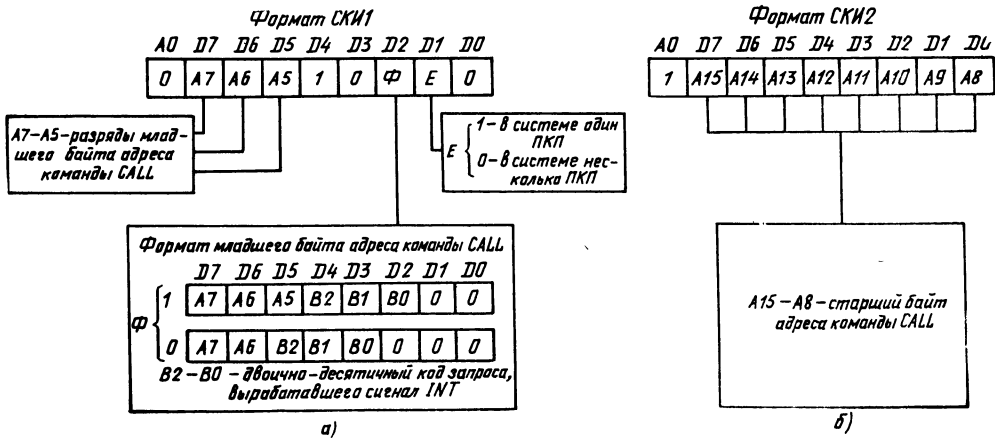 Формат СКИ1
A0 D7 D6 D5 D4 D3 D2 D1 D0
0 A7 A6 A5 1 0 Ф E 0
A7-A5-разряды млад-
шего байта адреса
команды CALL
E
1-в системе один
ПКП
0-в системе нес-
колько ПКП
Формат младшего байта адреса команды CALL
D7 D6 D5 D4 D3 D2 D1 D0
Ф
1 A7 A6 A5 B2 B1 B0 0 0
0 A7 A6 B2 B1 B0 0 0 0
B2-B0 - двоично-десятичный код запроса,
вырабатавшего сигнал INT
а)
Формат СКИ2
A0 D7 D6 D5 D4 D3 D2 D1 D0
1 A15 A14 A13 A12 A11 A10 A9 A8
A15-A8-старший байт
адреса команды CALL
б)